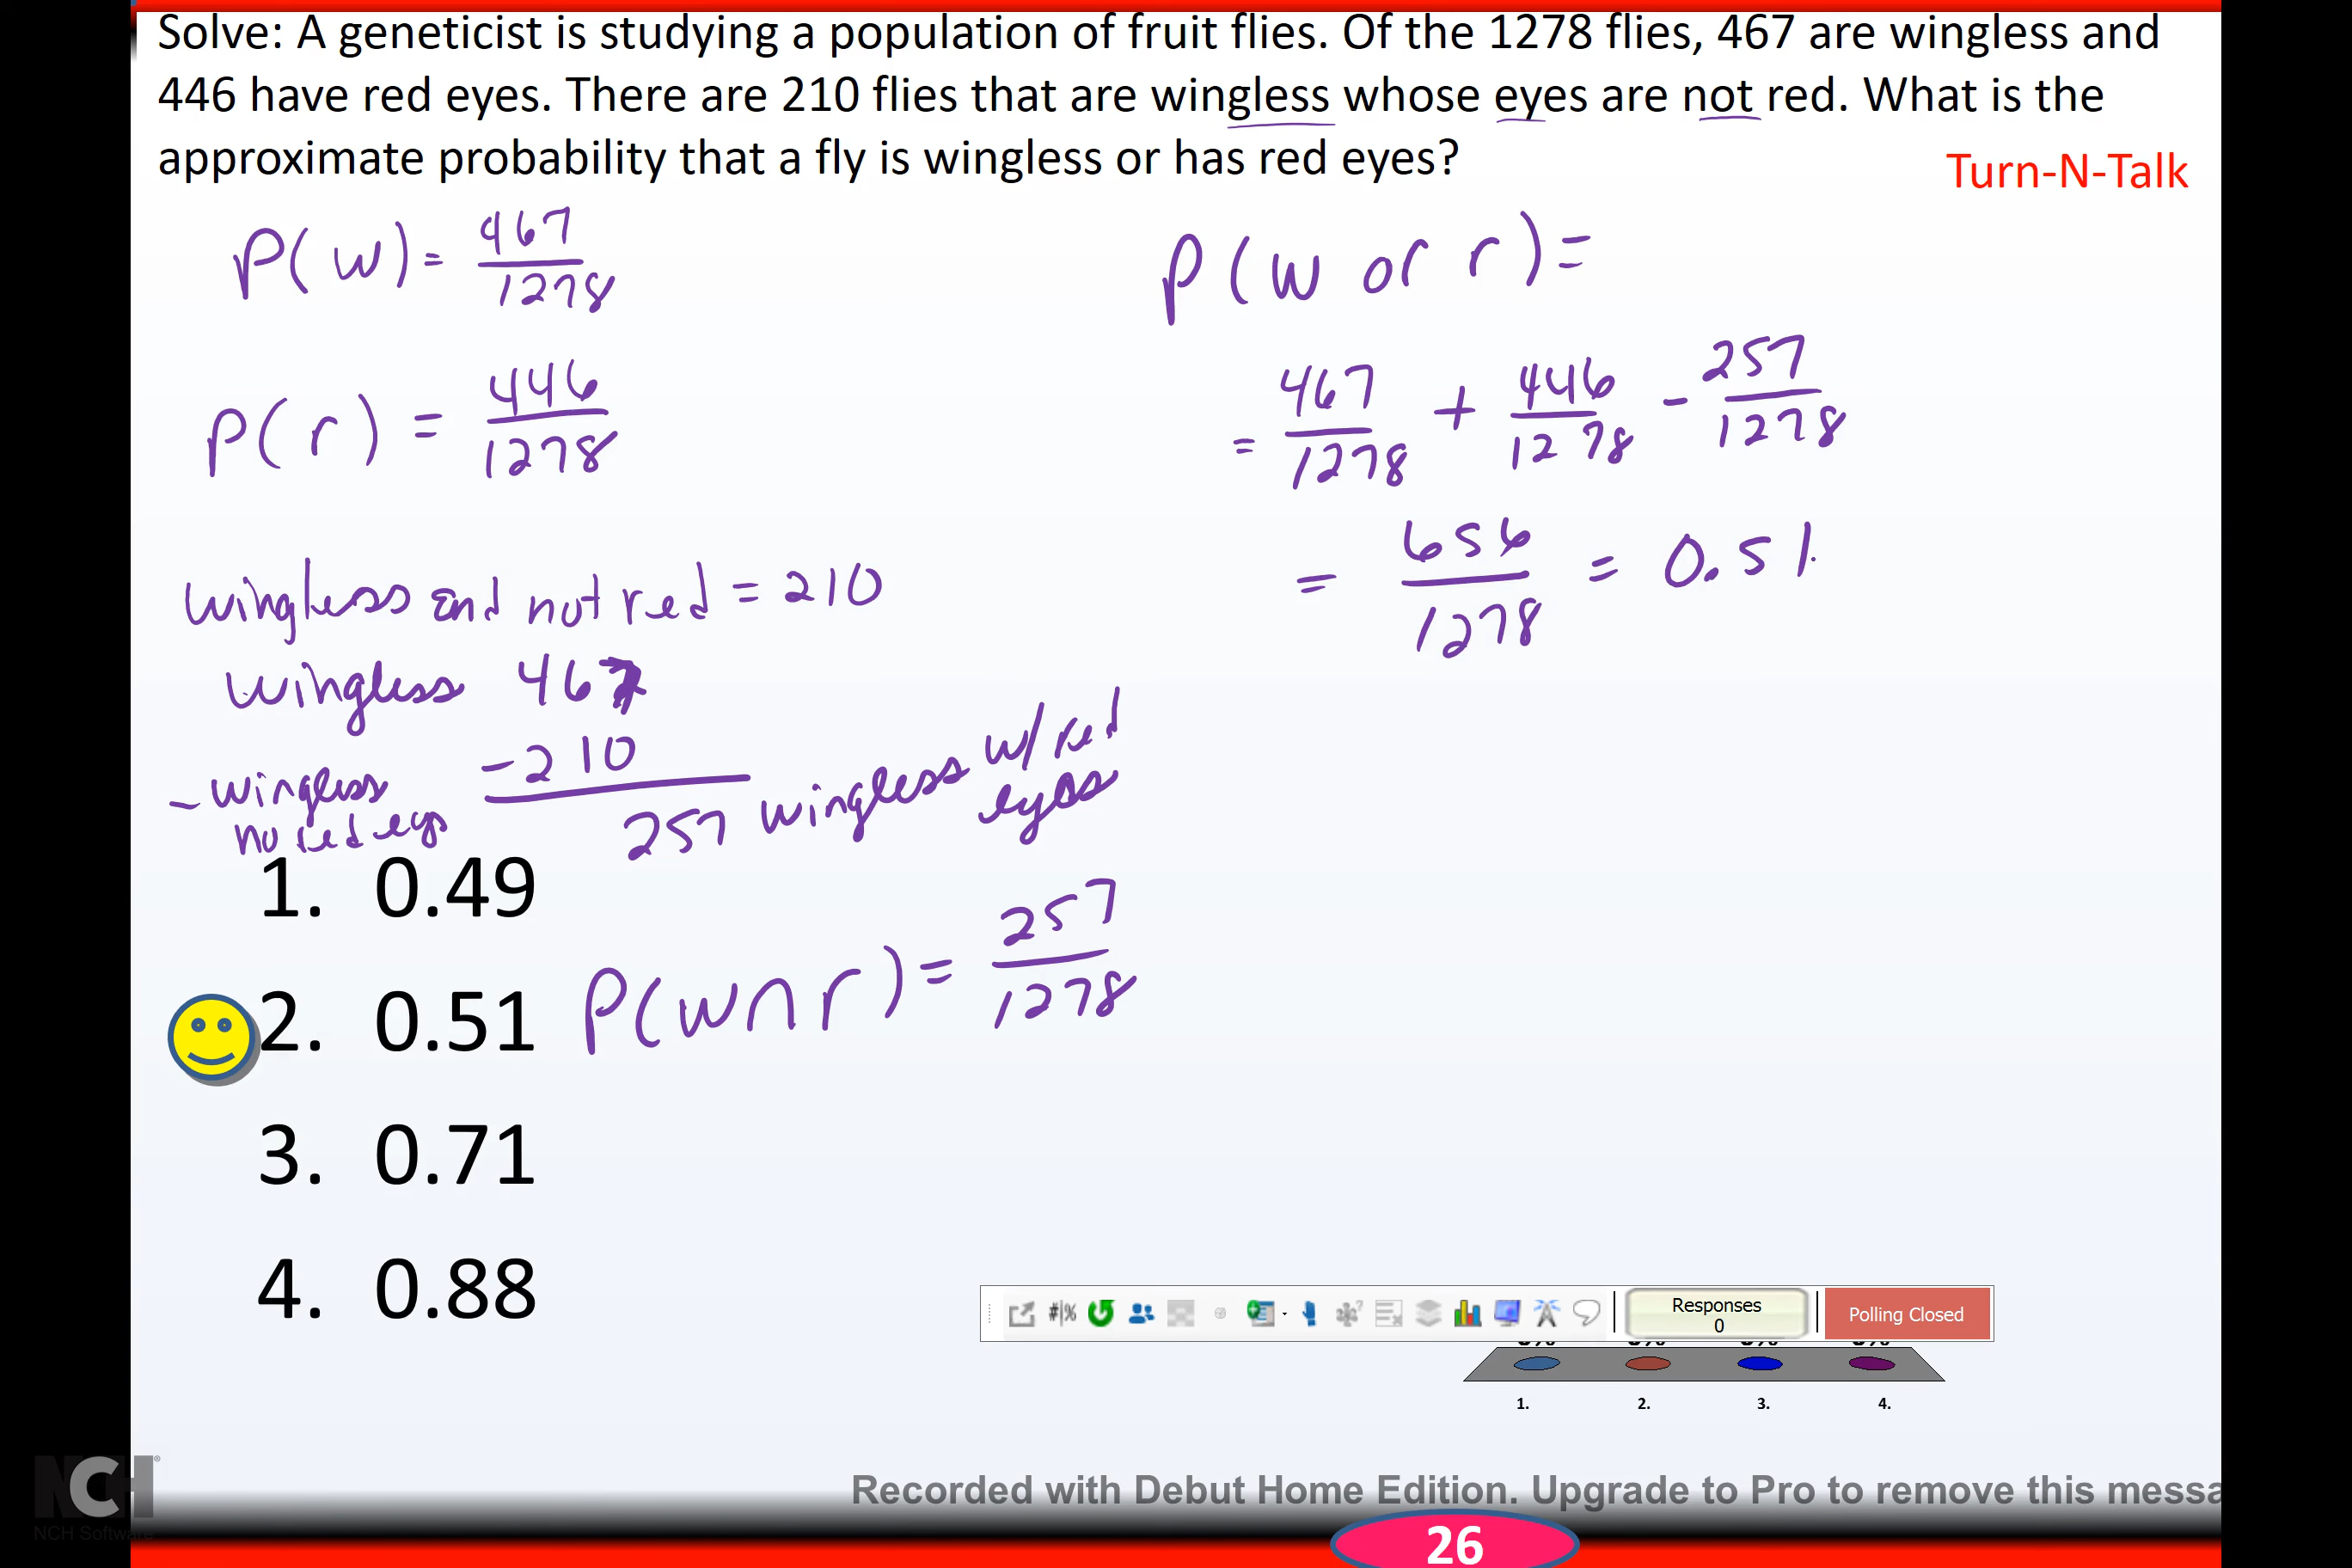 Solve: A geneticist is studying a population of fruit flies. Of the 1278 flies, 467 are wingless and
446 have red eyes. There are 210 flies that are wingless whose eyes are not red. What is the
approximate probability that a fly is wingless or has red eyes?
Turn-N-Talk
P(w) = 467/1278
P(r) = 446/1278
wingless and not red = 210
wingless 467
- wingless no red eyes -210
257 wingless w/ red eyes
P(w∩r) = 257/1278
P(w or r) =
= 467/1278 + 446/1278 - 257/1278
= 656/1278 = 0.51
1. 0.49
2. 0.51
3. 0.71
4. 0.88
#|%
Responses
0
Polling Closed
1. 2. 3. 4.
NCH
NCH Software
Recorded with Debut Home Edition. Upgrade to Pro to remove this messa
26